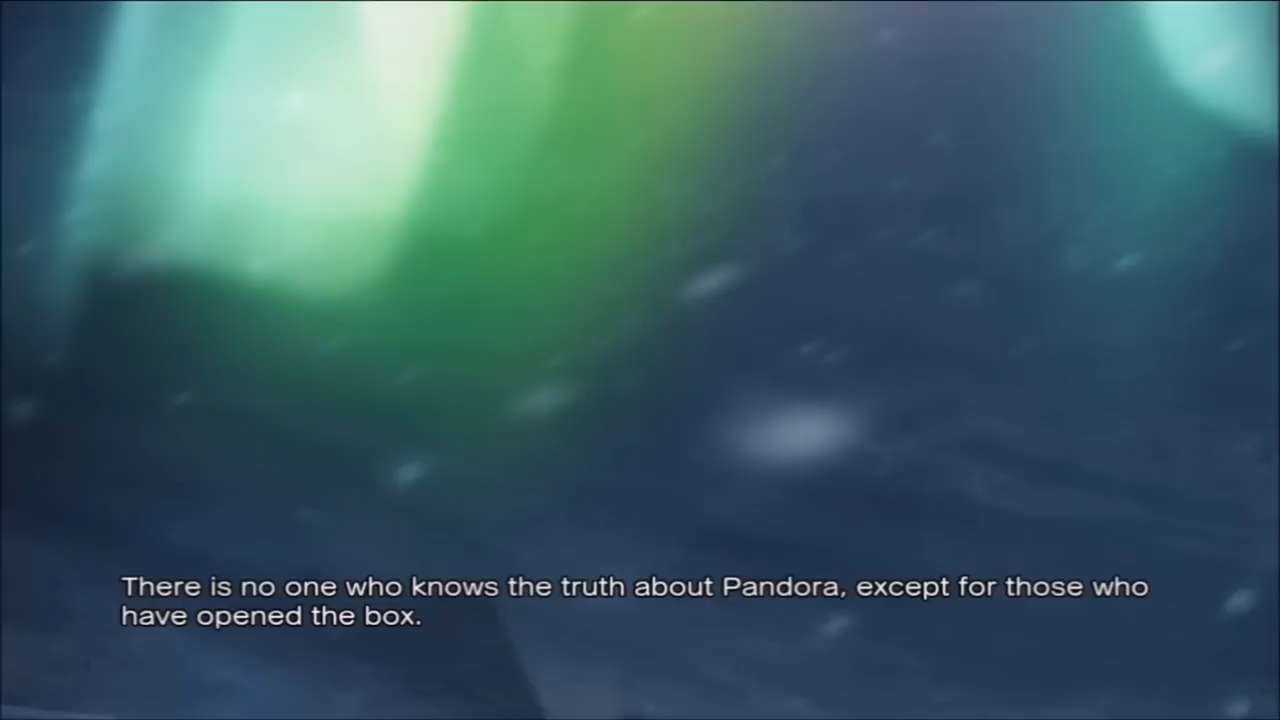 There is no one who knows the truth about Pandora, except for those who
have opened the box.